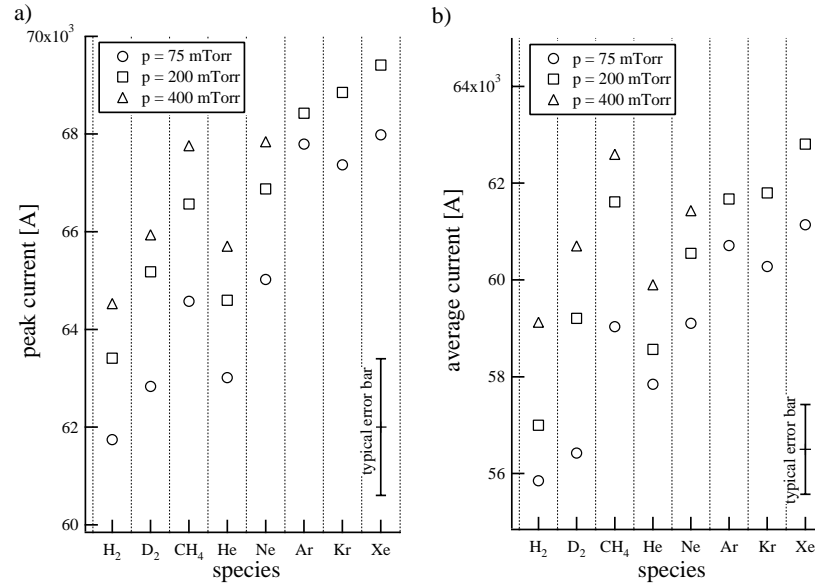 a)
70x10³
68
66
64
62
60
peak current [A]
p = 75 mTorr
p = 200 mTorr
p = 400 mTorr
typical error bar
H₂ D₂ CH₄ He Ne Ar Kr Xe
species
b)
64x10³
62
60
58
56
average current [A]
p = 75 mTorr
p = 200 mTorr
p = 400 mTorr
typical error bar
H₂ D₂ CH₄ He Ne Ar Kr Xe
species